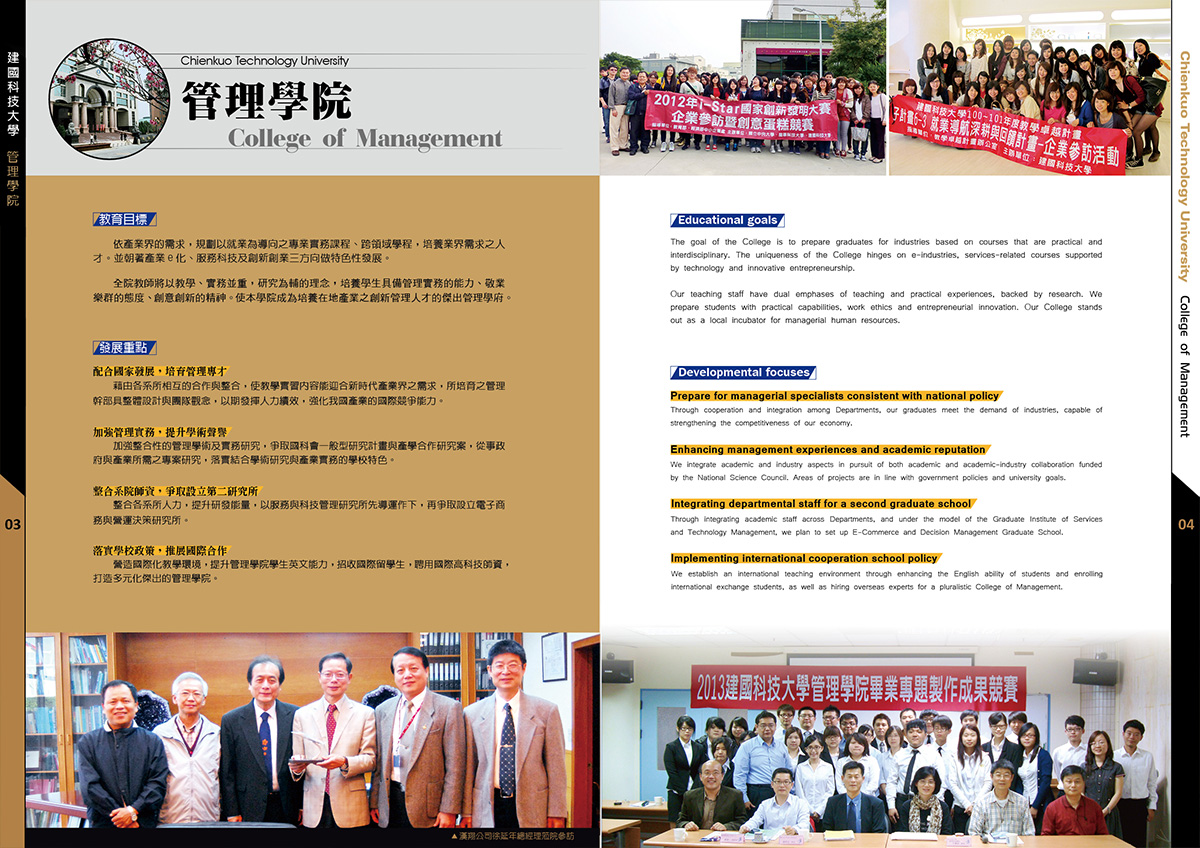 建國科技大學 管理學院
03
Chienkuo Technology University
管理學院
College of Management
教育目標
依產業界的需求，規劃以就業為導向之專業實務課程、跨領域學程，培養業界需求之人
才。並朝著產業e化、服務科技及創新創業三方向做特色性發展。
全院教師將以教學、實務並重，研究為輔的理念，培養學生具備管理實務的能力、敬業
樂群的態度、創意創新的精神。使本學院成為培養在地產業之創新管理人才的傑出管理學府。
發展重點
配合國家發展，培育管理專才
藉由各系所相互的合作與整合，使教學實習內容能迎合新時代產業界之需求，所培育之管理
幹部具整體設計與團隊觀念，以期發揮人力績效，強化我國產業的國際競爭能力。
加強管理實務，提升學術聲譽
加強整合性的管理學術及實務研究，爭取國科會一般型研究計畫與產學合作研究案，從事政
府與產業所需之專案研究，落實結合學術研究與產業實務的學校特色。
整合系院師資，爭取設立第二研究所
整合各系所人力，提升研發能量，以服務與科技管理研究所先導運作下，再爭取設立電子商
務與營運決策研究所。
落實學校政策，推展國際合作
營造國際化教學環境，提升管理學院學生英文能力，招收國際留學生，聘用國際高科技師資，
打造多元化傑出的管理學院。
▲漢翔公司徐延年總經理蒞院參訪
2012年i-Star國家創新發明大賽
企業參訪暨創意蛋糕競賽
建國科技大學100~101年度教學卓越計畫
子計畫6-3 就業導航深耕與回饋計畫-企業參訪活動
指導單位：教學卓越計畫辦公室 主辦單位：建國科技大學
Educational goals
The goal of the College is to prepare graduates for industries based on courses that are practical and
interdisciplinary. The uniqueness of the College hinges on e-industries, services-related courses supported
by technology and innovative entrepreneurship.
Our teaching staff have dual emphases of teaching and practical experiences, backed by research. We
prepare students with practical capabilities, work ethics and entrepreneurial innovation. Our College stands
out as a local incubator for managerial human resources.
Developmental focuses
Prepare for managerial specialists consistent with national policy
Through cooperation and integration among Departments, our graduates meet the demand of industries, capable of
strengthening the competitiveness of our economy.
Enhancing management experiences and academic reputation
We integrate academic and industry aspects in pursuit of both academic and academic-industry collaboration funded
by the National Science Council. Areas of projects are in line with government policies and university goals.
Integrating departmental staff for a second graduate school
Through integrating academic staff across Departments, and under the model of the Graduate Institute of Services
and Technology Management, we plan to set up E-Commerce and Decision Management Graduate School.
Implementing international cooperation school policy
We establish an international teaching environment through enhancing the English ability of students and enrolling
international exchange students, as well as hiring overseas experts for a pluralistic College of Management.
2013建國科技大學管理學院畢業專題製作成果競賽
Chienkuo Technology University College of Management
04